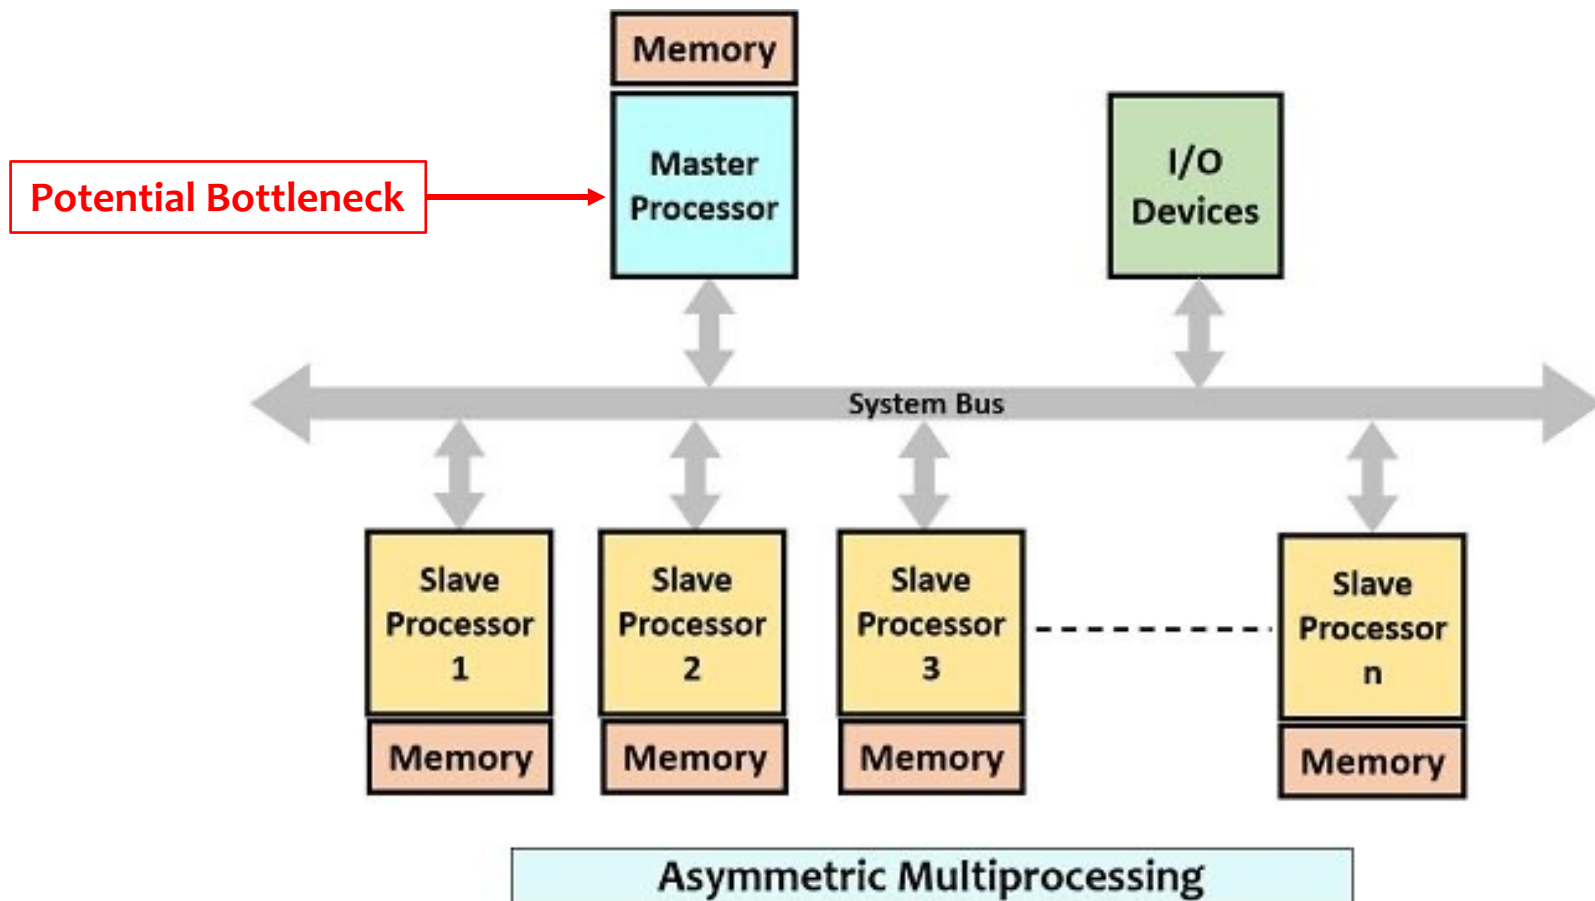 Memory
Potential Bottleneck
Master
Processor
I/O
Devices
System Bus
Slave
Processor
1
Slave
Processor
2
Slave
Processor
3
Slave
Processor
n
Memory
Memory
Memory
Memory
Asymmetric Multiprocessing